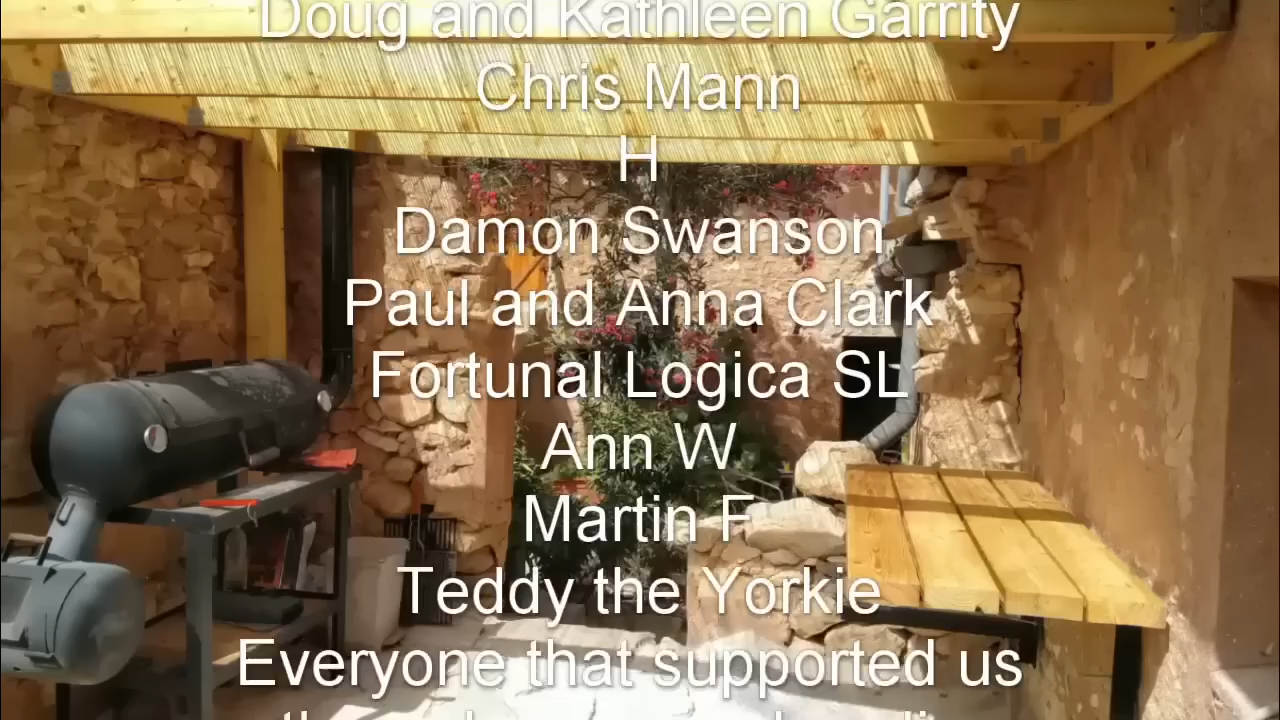 Doug and Kathleen Garrity
Chris Mann
H
Damon Swanson
Paul and Anna Clark
Fortunal Logica SL
Ann W
Martin F
Teddy the Yorkie
Everyone that supported us